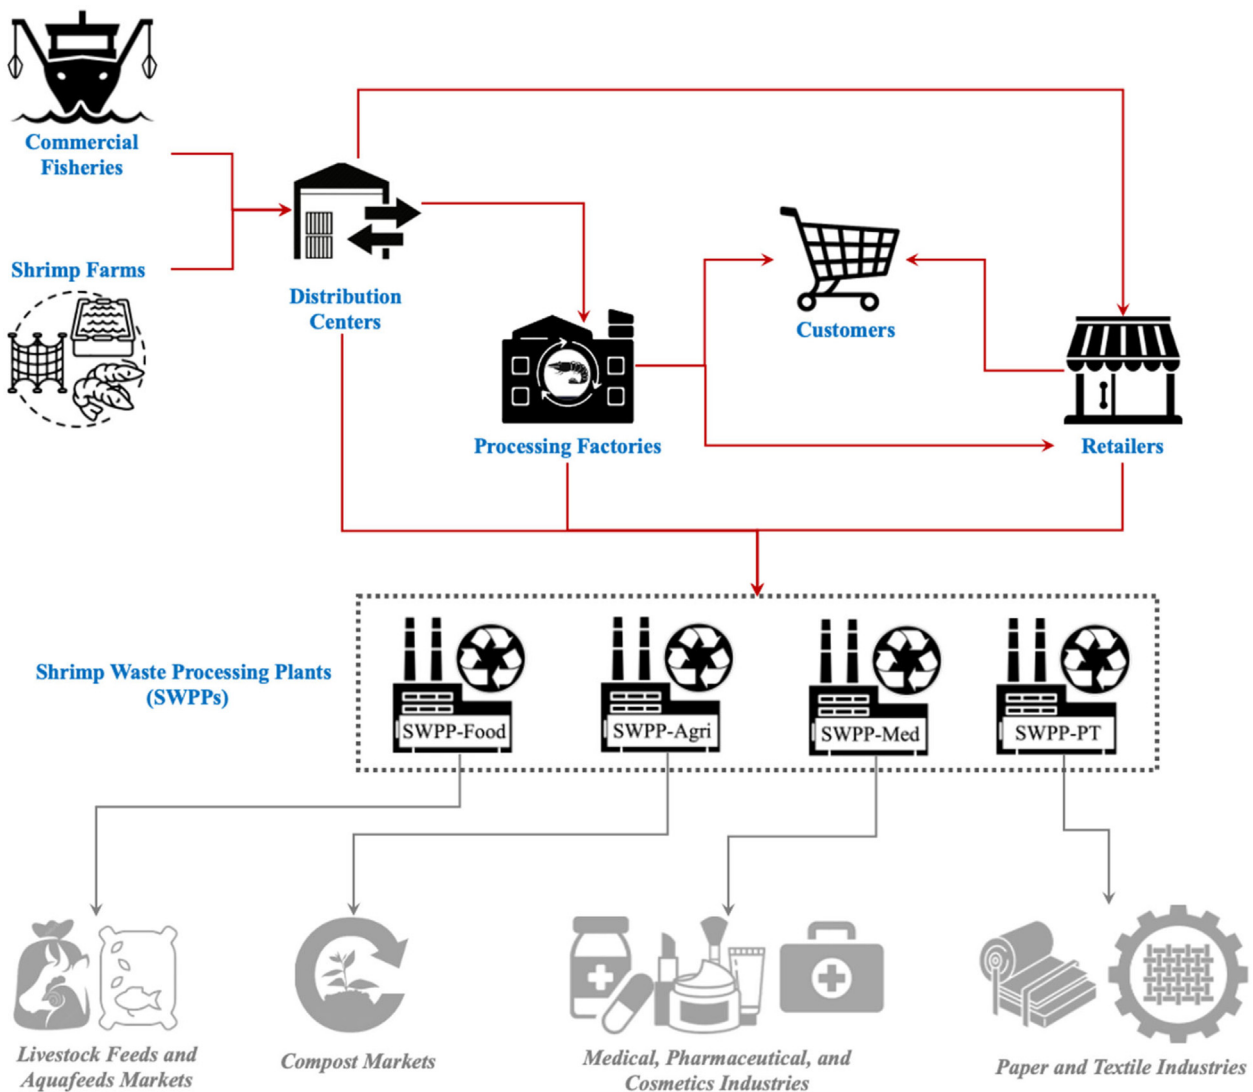 Commercial
Fisheries
Shrimp Farms
Distribution
Centers
Customers
Processing Factories
Retailers
Shrimp Waste Processing Plants
(SWPPs)
SWPP-Food
SWPP-Agri
SWPP-Med
SWPP-PT
Livestock Feeds and
Aquafeeds Markets
Compost Markets
Medical, Pharmaceutical, and
Cosmetics Industries
Paper and Textile Industries